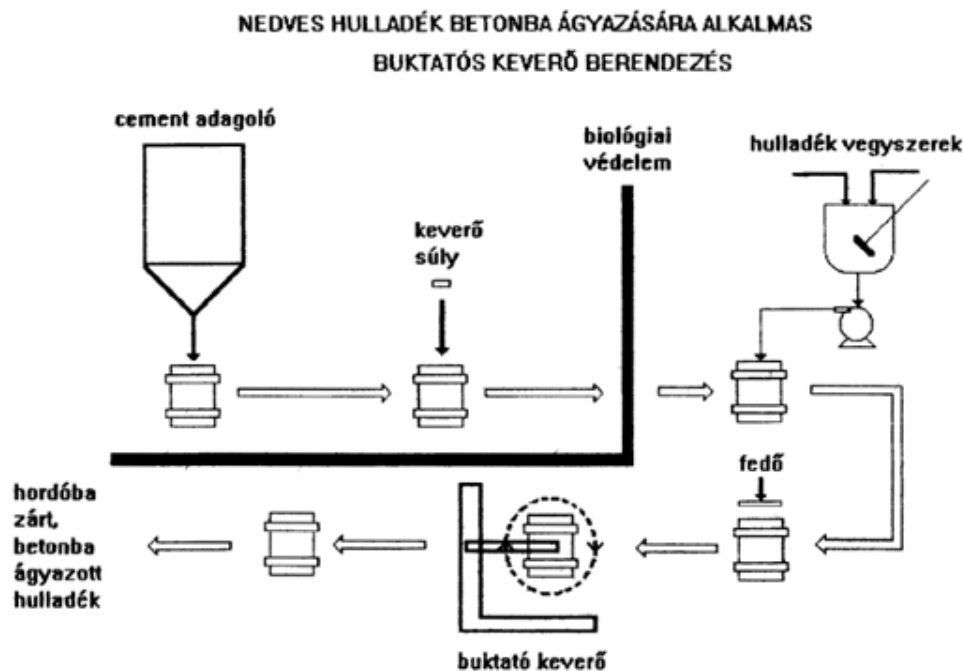 NEDVES HULLADÉK BETONBA ÁGYAZÁSÁRA ALKALMAS
BUKTATÓS KEVERŐ BERENDEZÉS
cement adagoló
biológiai
védelem
hulladék vegyszerek
keverő
súly
fedő
hordóba
zárt,
betonba
ágyazott
hulladék
buktató keverő